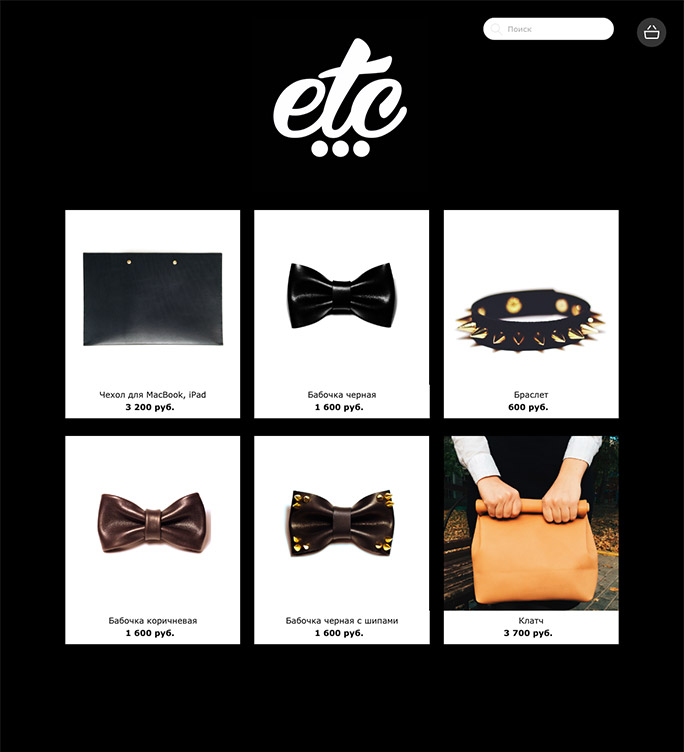 Поиск
etc
Чехол для MacBook, iPad
3 200 руб.
Бабочка черная
1 600 руб.
Браслет
600 руб.
Бабочка коричневая
1 600 руб.
Бабочка черная с шипами
1 600 руб.
Клатч
3 700 руб.